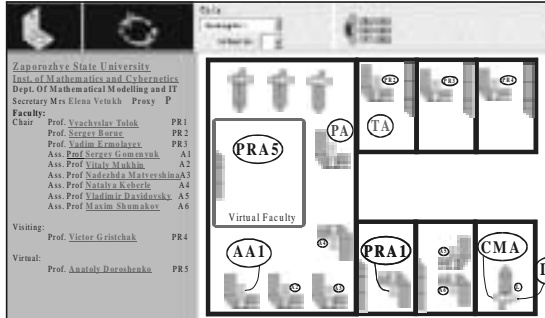 Zaporozhye State University
Inst. of Mathematics and Cybernetics
Dept. Of Mathematical Modelling and IT
Secretary Mrs Elena Vetukh Proxy P
Faculty:
Chair Prof. Vyachslav Tolok PR1
Prof. Sergey Borue PR2
Prof. Vadim Ermolayev PR3
Ass. Prof Sergey Gomenyuk A1
Ass. Prof Vitaly Mukhin A2
Ass. Prof Nadezhda Matveyshina A3
Ass. Prof Natalya Keberle A4
Ass. Prof Vladimir Davidovsky A5
Ass. Prof Maxim Shumakov A6
Visiting:
Prof. Victor Gristchak PR4
Virtual:
Prof. Anatoly Doroshenko PR5
PR2
PR3
PR4
TA
PA
PRA5
Virtual Faculty
AA1
PRA1
CMA